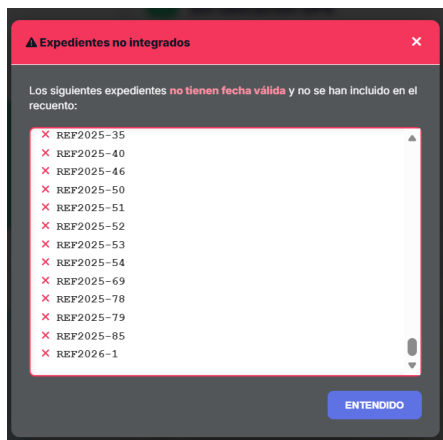 Expedientes no integrados ×
Los siguientes expedientes no tienen fecha válida y no se han incluido en el
recuento:
× REF2025-35
× REF2025-40
× REF2025-46
× REF2025-50
× REF2025-51
× REF2025-52
× REF2025-53
× REF2025-54
× REF2025-69
× REF2025-78
× REF2025-79
× REF2025-85
× REF2026-1
ENTENDIDO